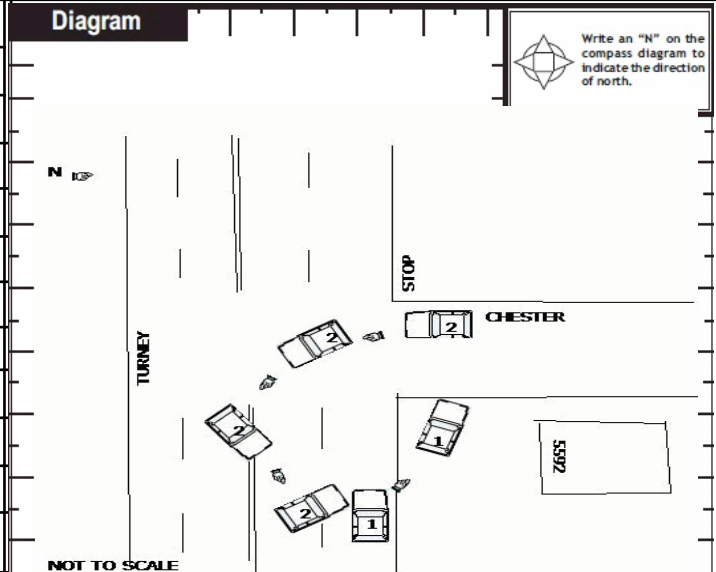 Diagram
Write an “N” on the
compass diagram to
indicate the direction
of north.
N
STOP
CHESTER
2
2
TURNEY
2
1
5592
2
1
NOT TO SCALE